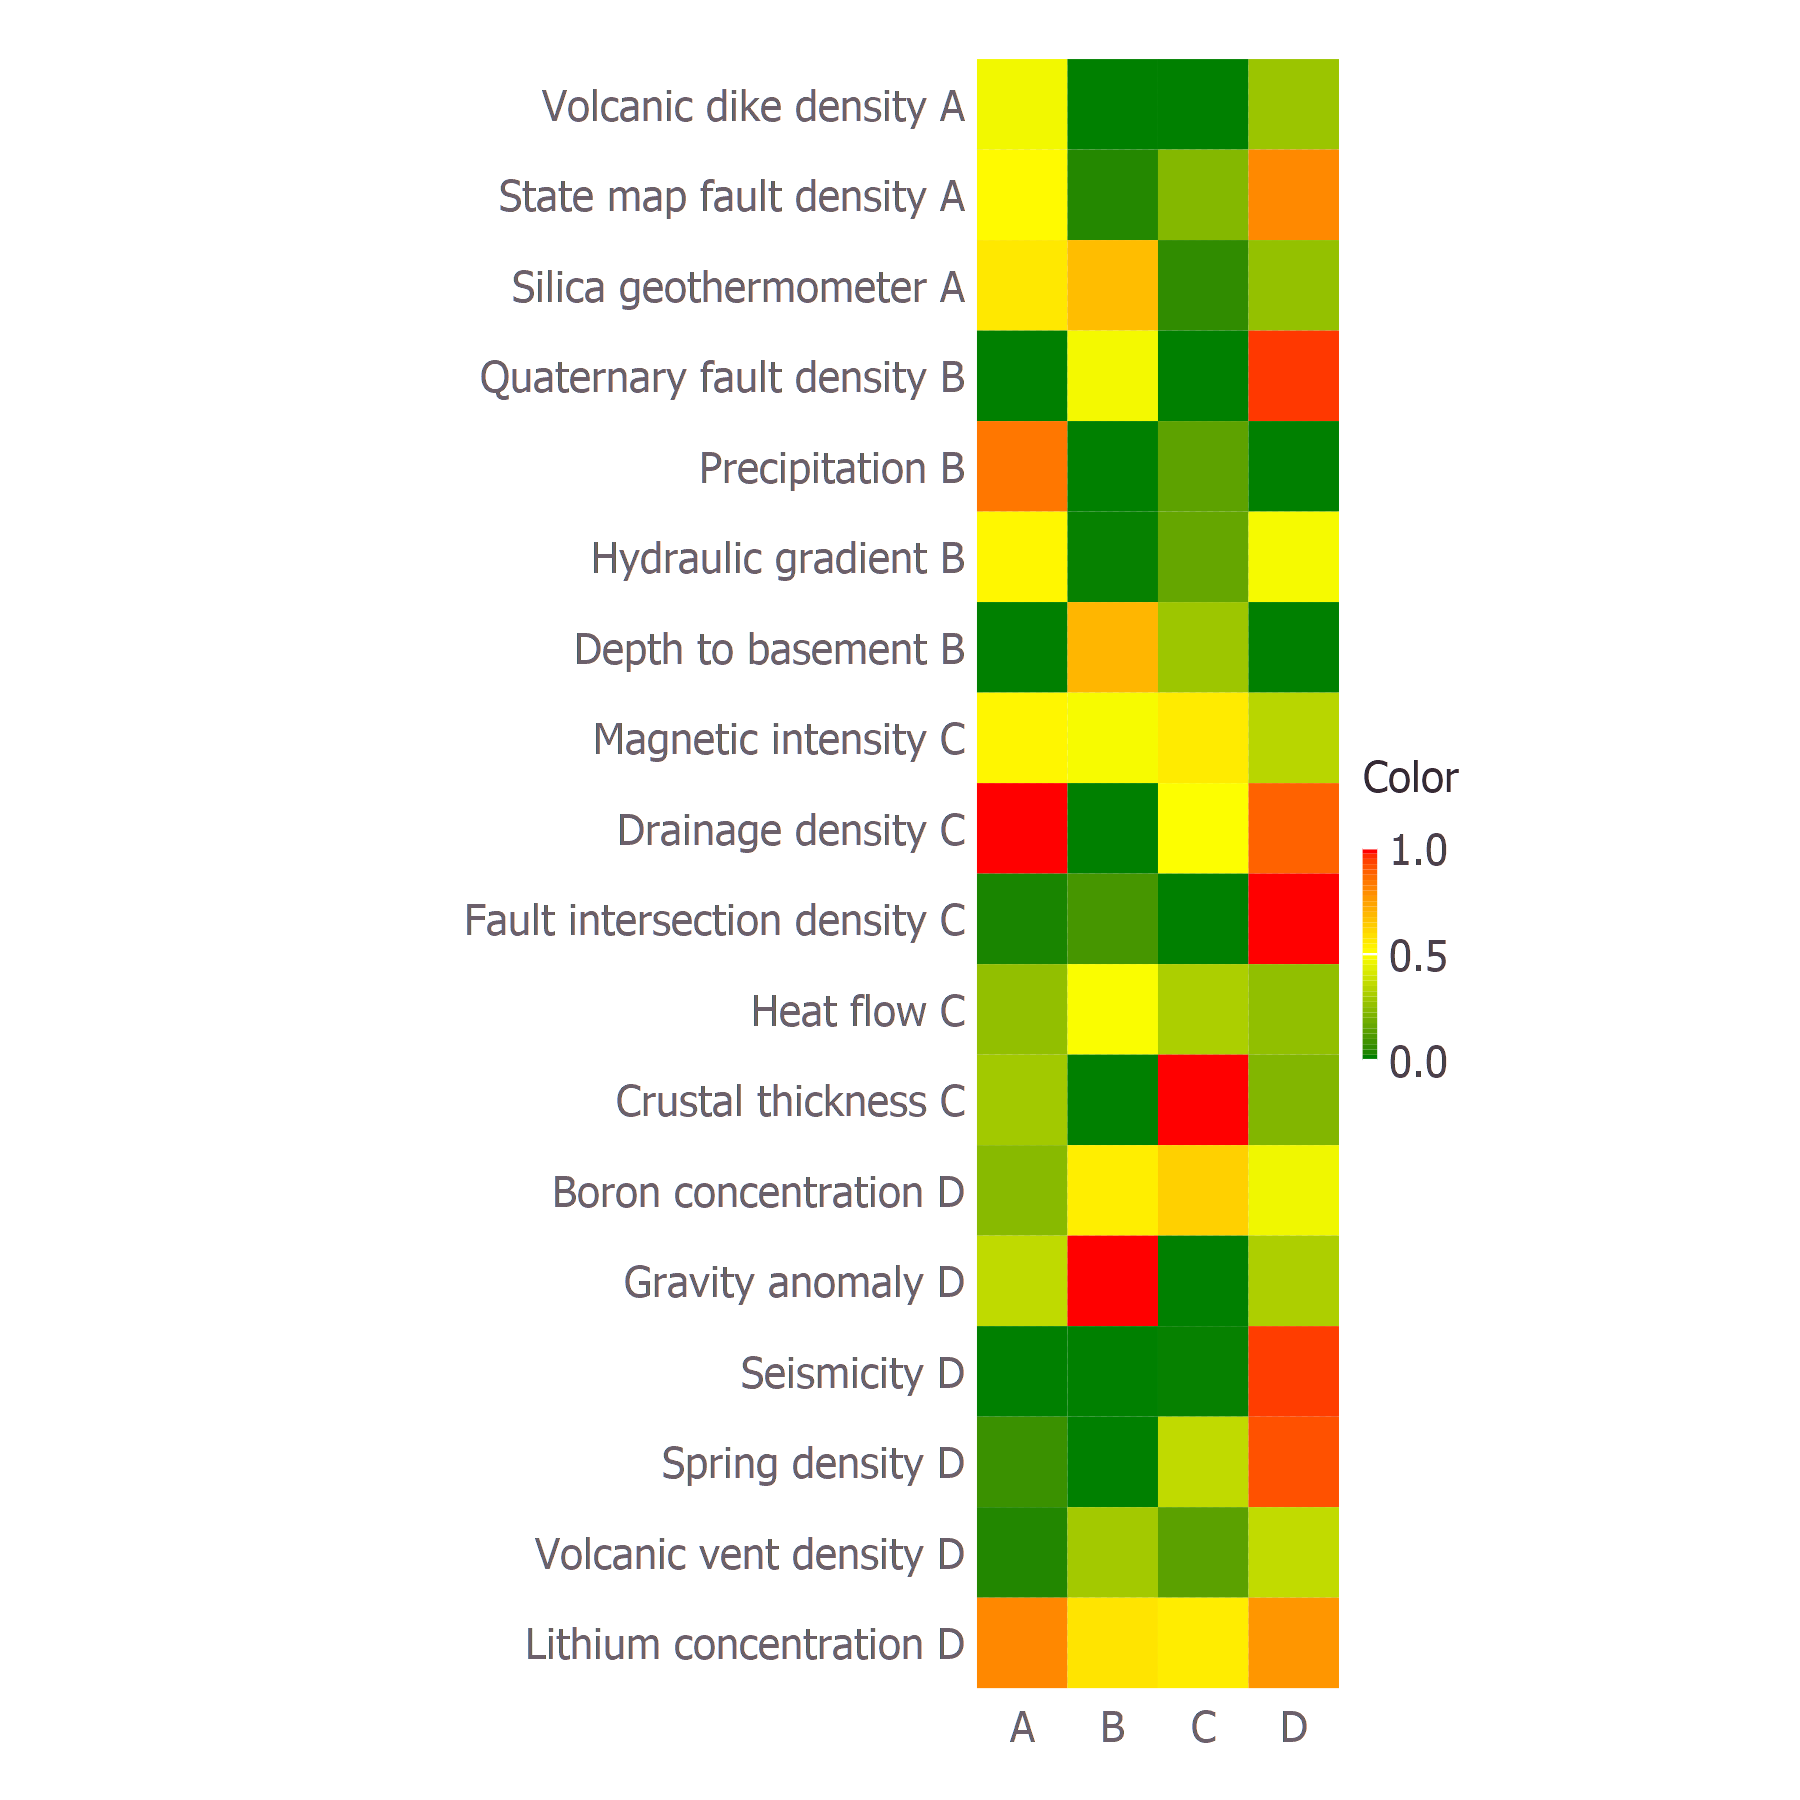 Volcanic dike density A
State map fault density A
Silica geothermometer A
Quaternary fault density B
Precipitation B
Hydraulic gradient B
Depth to basement B
Magnetic intensity C
Drainage density C
Fault intersection density C
Heat flow C
Crustal thickness C
Boron concentration D
Gravity anomaly D
Seismicity D
Spring density D
Volcanic vent density D
Lithium concentration D
A B C D
Color
1.0
0.5
0.0